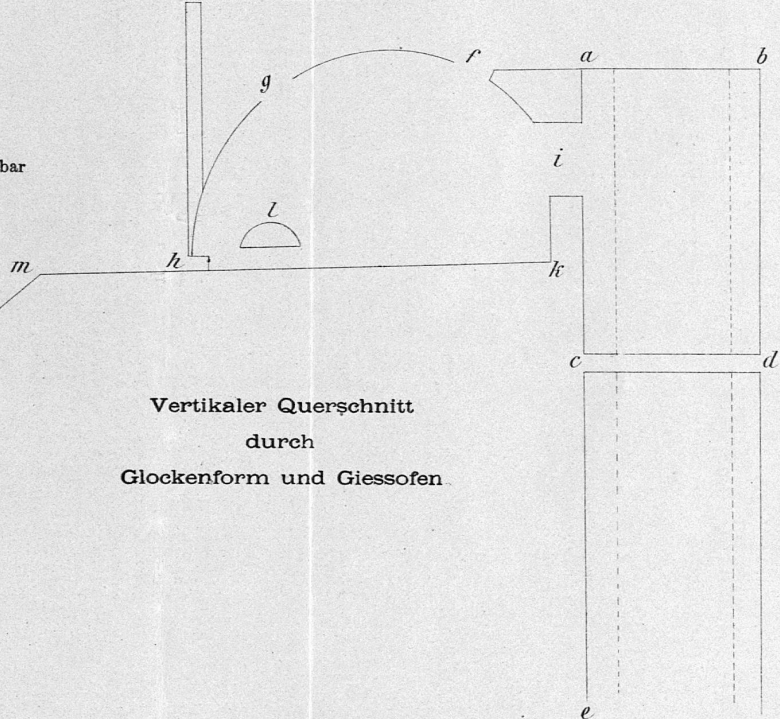 f
a
b
g
bar
i
l
m
h
k
c
d
Vertikaler Querschnitt
durch
Glockenform und Giessofen
e